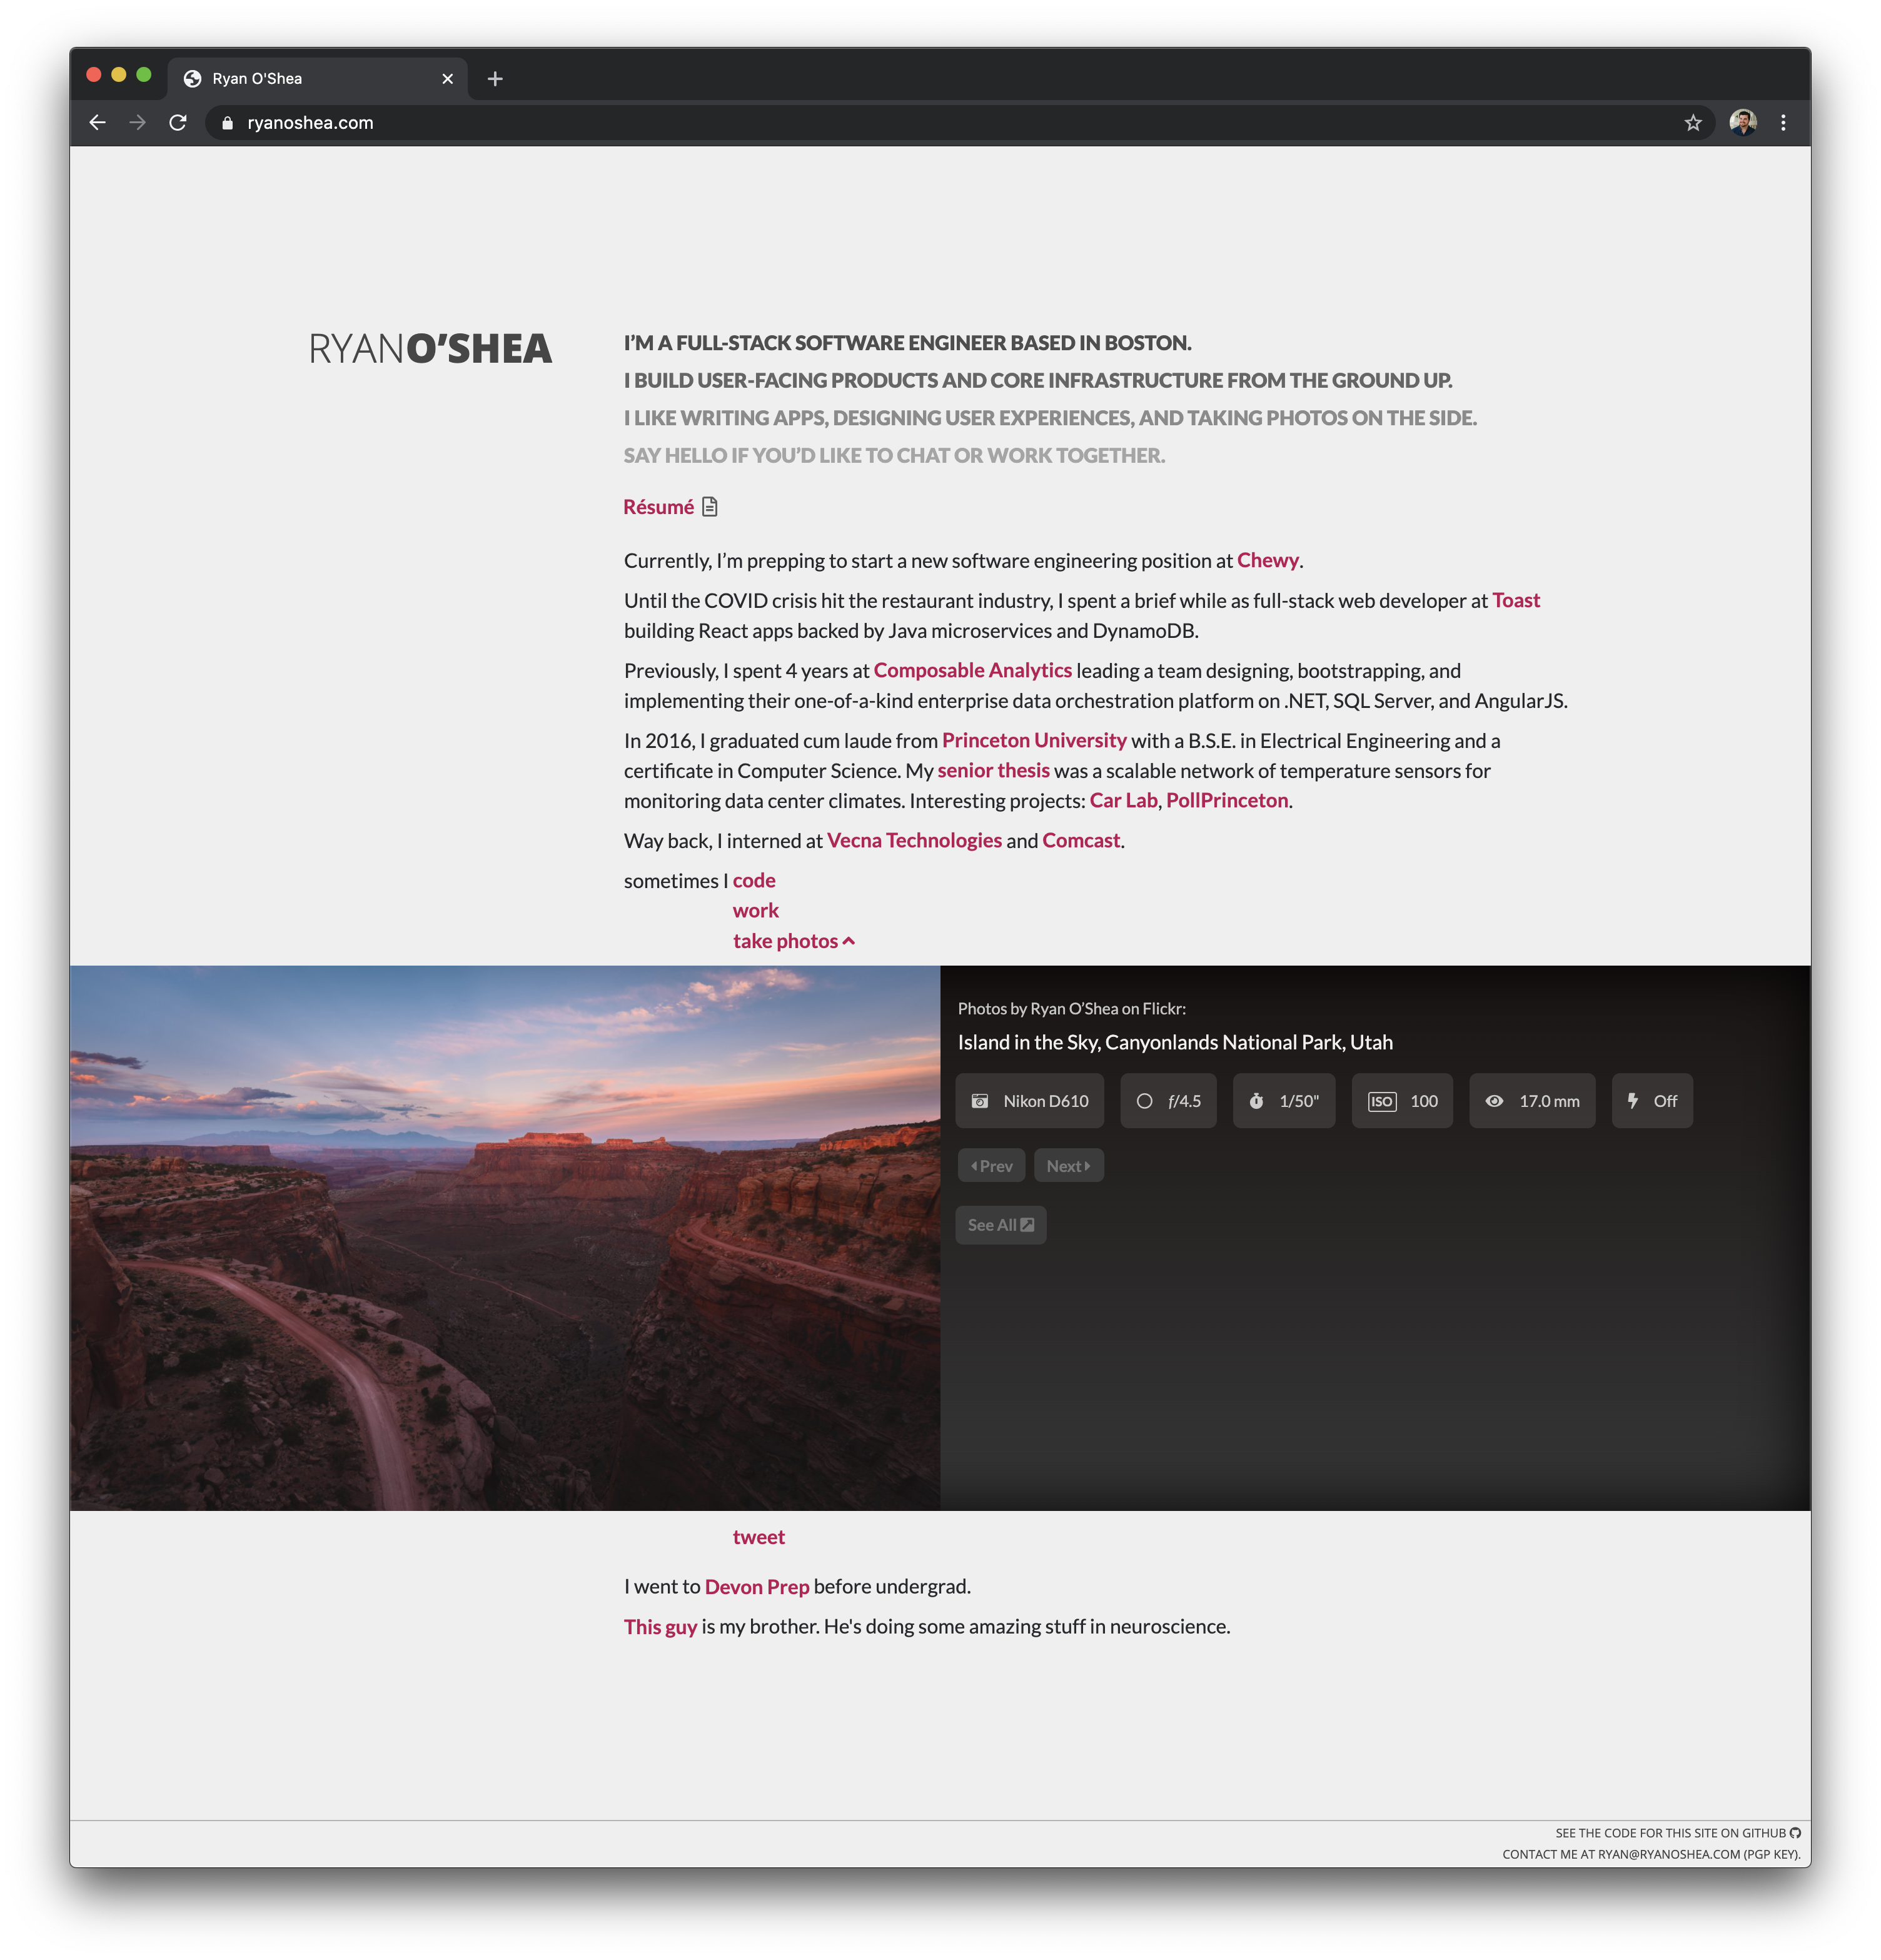 Ryan O'Shea
ryanoshea.com
RYANO’SHEA
I’M A FULL-STACK SOFTWARE ENGINEER BASED IN BOSTON.
I BUILD USER-FACING PRODUCTS AND CORE INFRASTRUCTURE FROM THE GROUND UP.
I LIKE WRITING APPS, DESIGNING USER EXPERIENCES, AND TAKING PHOTOS ON THE SIDE.
SAY HELLO IF YOU’D LIKE TO CHAT OR WORK TOGETHER.
Résumé
Currently, I’m prepping to start a new software engineering position at Chewy.
Until the COVID crisis hit the restaurant industry, I spent a brief while as full-stack web developer at Toast
building React apps backed by Java microservices and DynamoDB.
Previously, I spent 4 years at Composable Analytics leading a team designing, bootstrapping, and
implementing their one-of-a-kind enterprise data orchestration platform on .NET, SQL Server, and AngularJS.
In 2016, I graduated cum laude from Princeton University with a B.S.E. in Electrical Engineering and a
certificate in Computer Science. My senior thesis was a scalable network of temperature sensors for
monitoring data center climates. Interesting projects: Car Lab, PollPrinceton.
Way back, I interned at Vecna Technologies and Comcast.
sometimes I code
work
take photos
Photos by Ryan O’Shea on Flickr:
Island in the Sky, Canyonlands National Park, Utah
Nikon D610 f/4.5 1/50" ISO 100 17.0 mm Off
Prev Next
See All
tweet
I went to Devon Prep before undergrad.
This guy is my brother. He's doing some amazing stuff in neuroscience.
SEE THE CODE FOR THIS SITE ON GITHUB
CONTACT ME AT RYAN@RYANOSHEA.COM (PGP KEY).